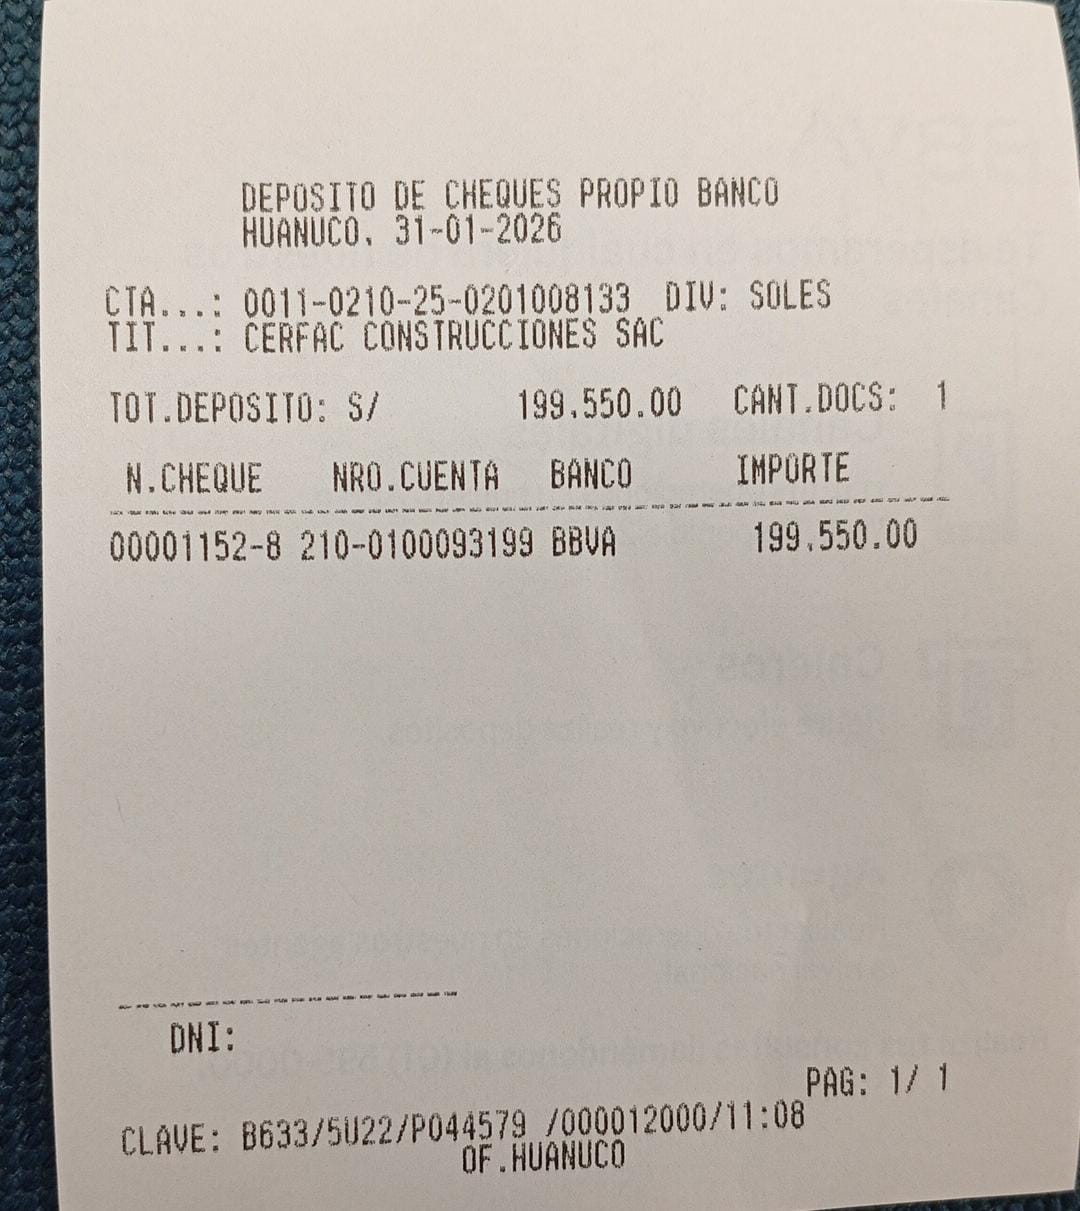 DEPOSITO DE CHEQUES PROPIO BANCO
HUANUCO, 31-01-2026
CTA...: 0011-0210-25-0201008133 DIV: SOLES
TIT...: CERFAC CONSTRUCCIONES SAC
TOT.DEPOSITO: S/ 199,550.00 CANT.DOCS: 1
N.CHEQUE NRO.CUENTA BANCO IMPORTE
00001152-8 210-0100093199 BBVA 199,550.00
DNI:
PAG: 1/ 1
CLAVE: B633/5U22/P044579 /000012000/11:08
OF.HUANUCO